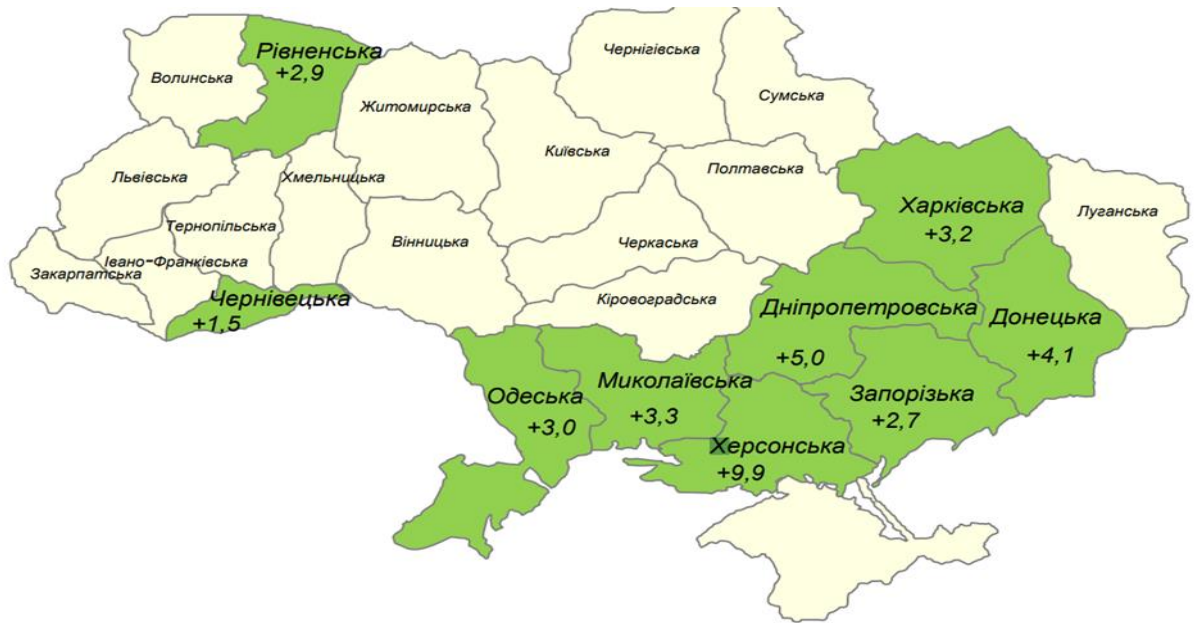 Чернігівська
Рівненська
+2,9
Волинська
Сумська
Житомирська
Київська
Полтавська
Львівська
Хмельницька
Харківська
+3,2
Луганська
Тернопільська
Вінницька
Черкаська
Івано-Франківська
Закарпатська
Чернівецька
+1,5
Кіровоградська
Дніпропетровська
+5,0
Донецька
+4,1
Миколаївська
+3,3
Одеська
+3,0
Запорізька
+2,7
Херсонська
+9,9